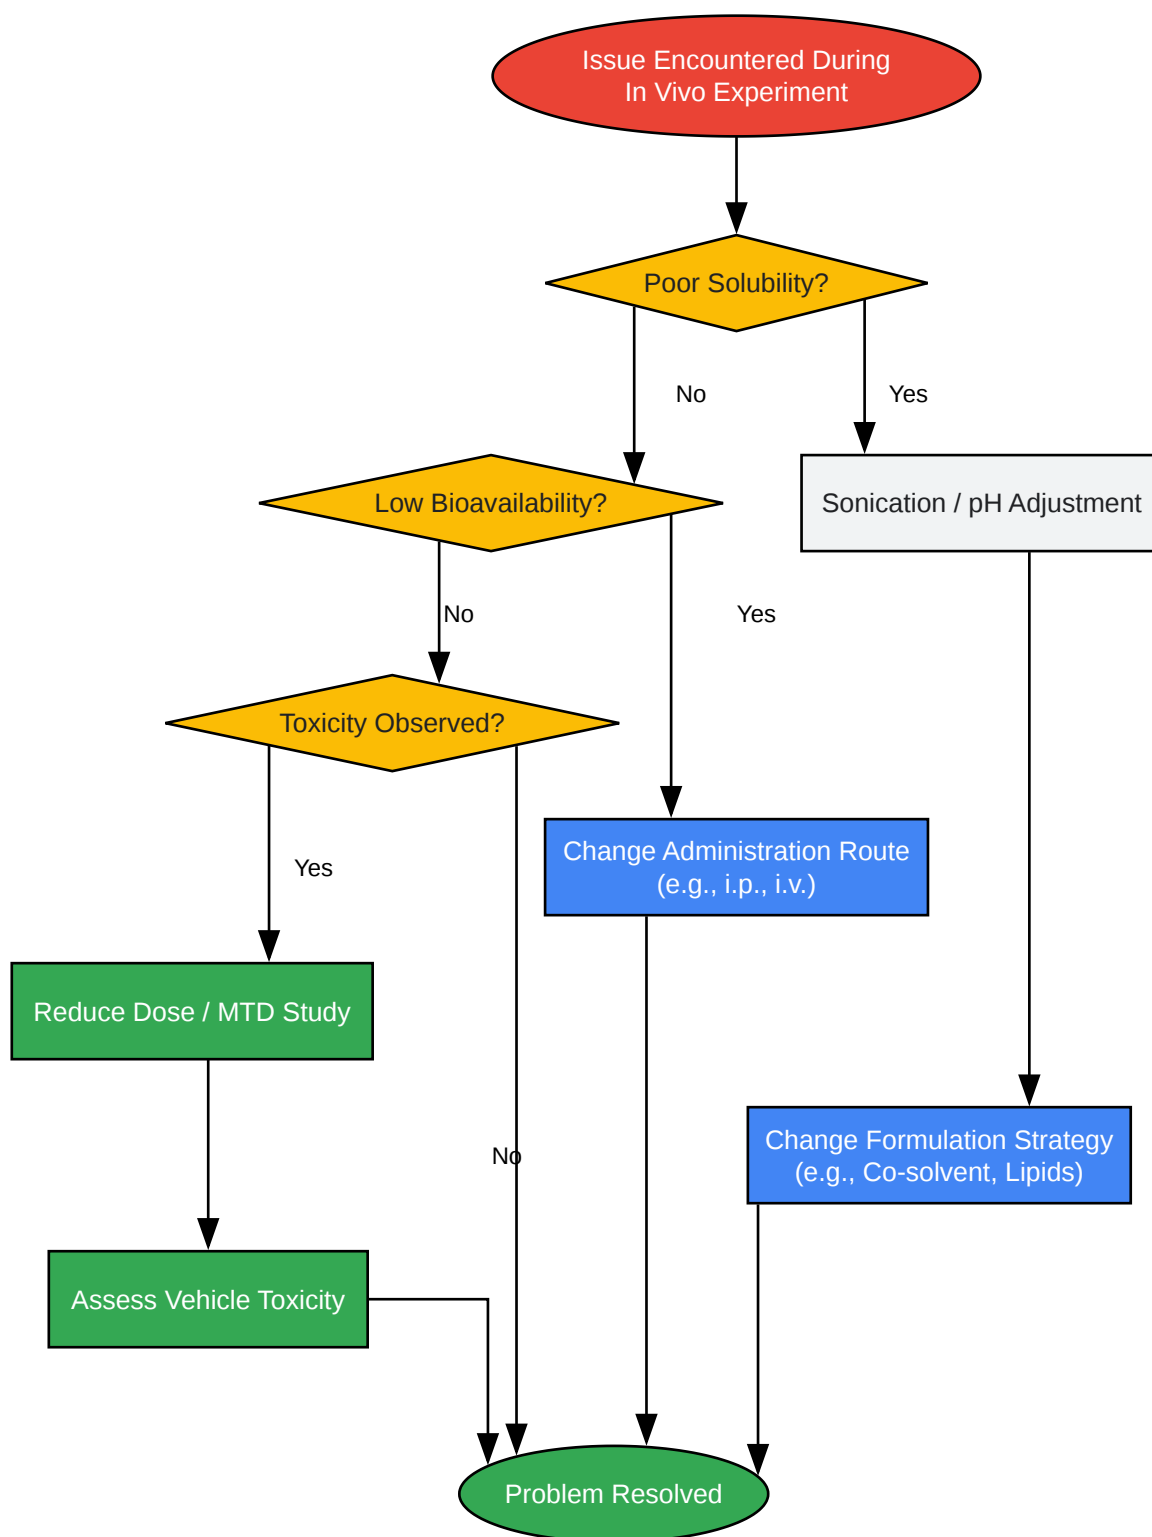 Issue Encountered During
In Vivo Experiment
Poor Solubility?
No
Yes
Low Bioavailability?
Sonication / pH Adjustment
No
Yes
Toxicity Observed?
Change Administration Route
(e.g., i.p., i.v.)
Yes
Reduce Dose / MTD Study
No
Change Formulation Strategy
(e.g., Co-solvent, Lipids)
Assess Vehicle Toxicity
Problem Resolved